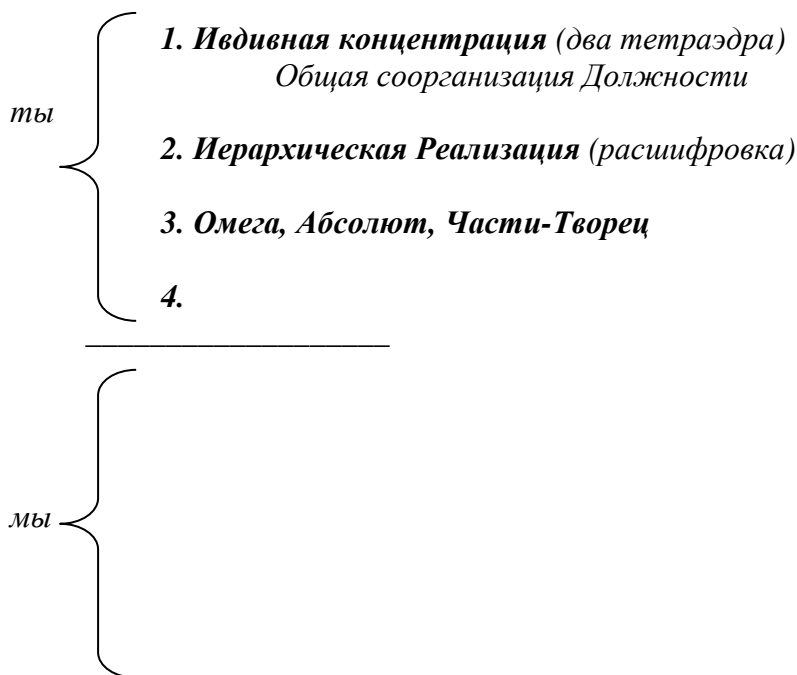 1. Ивдивная концентрация (два тетраэдра)
Общая соорганизация Должности
ты
2. Иерархическая Реализация (расшифровка)
3. Омега, Абсолют, Части-Творец
4.
мы